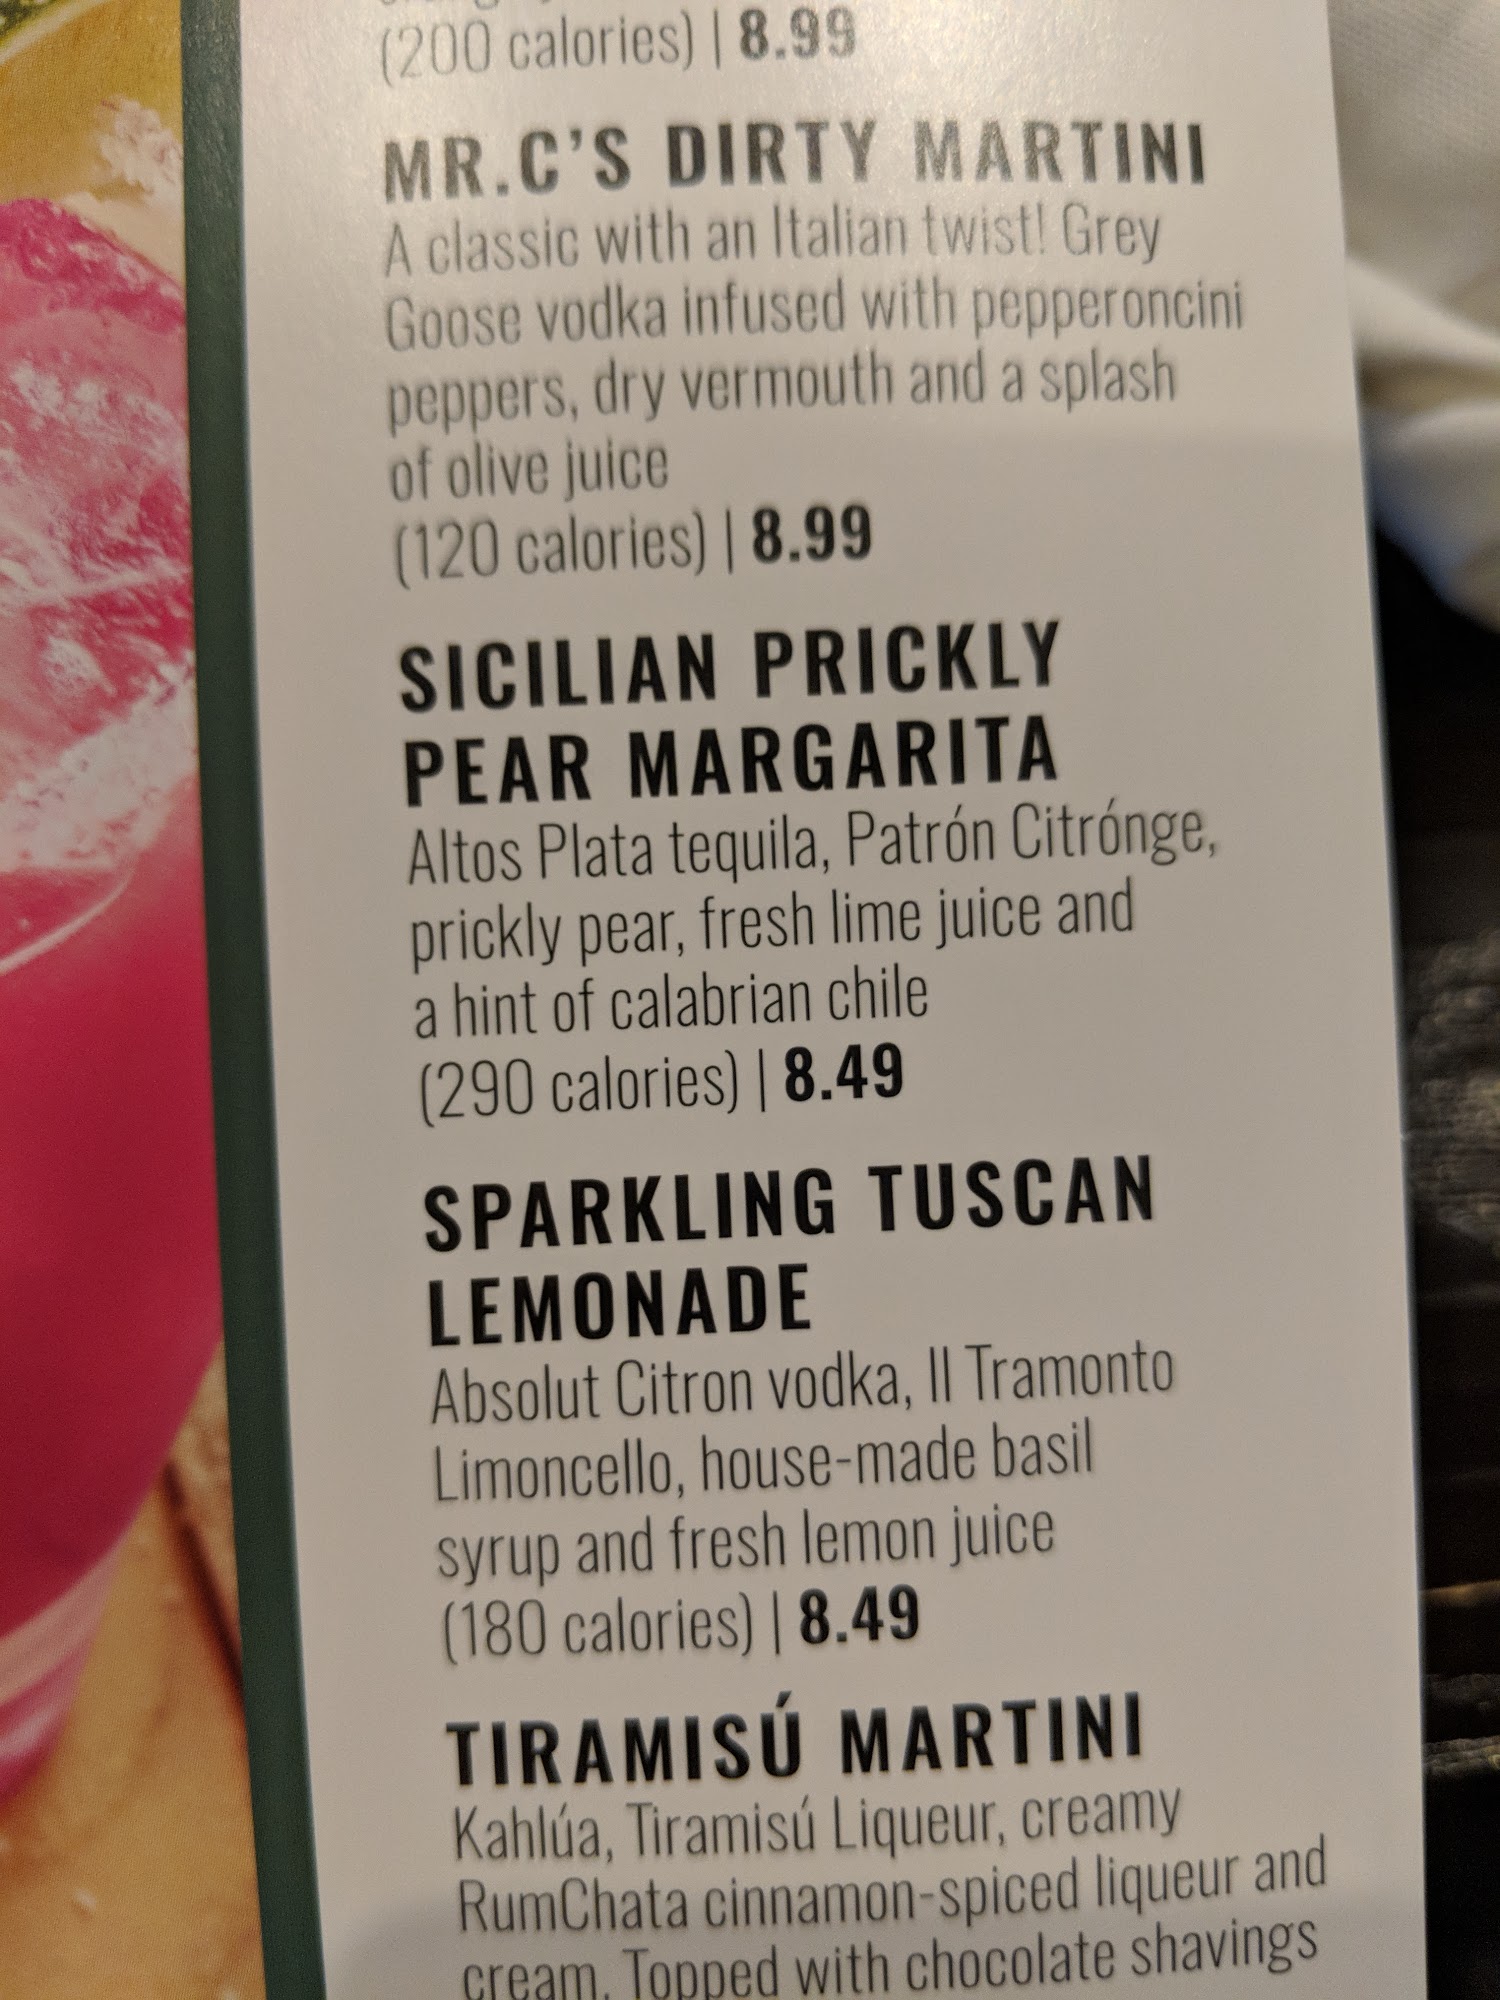 (200 calories) | 8.99
MR.C'S DIRTY MARTINI
A classic with an Italian twist! Grey
Goose vodka infused with pepperoncini
peppers, dry vermouth and a splash
of olive juice
(120 calories) | 8.99
SICILIAN PRICKLY
PEAR MARGARITA
Altos Plata tequila, Patrón Citrónge,
prickly pear, fresh lime juice and
a hint of calabrian chile
(290 calories) | 8.49
SPARKLING TUSCAN
LEMONADE
Absolut Citron vodka, Il Tramonto
Limoncello, house-made basil
syrup and fresh lemon juice
(180 calories) | 8.49
TIRAMISÚ MARTINI
Kahlúa, Tiramisú Liqueur, creamy
RumChata cinnamon-spiced liqueur and
cream. Topped with chocolate shavings